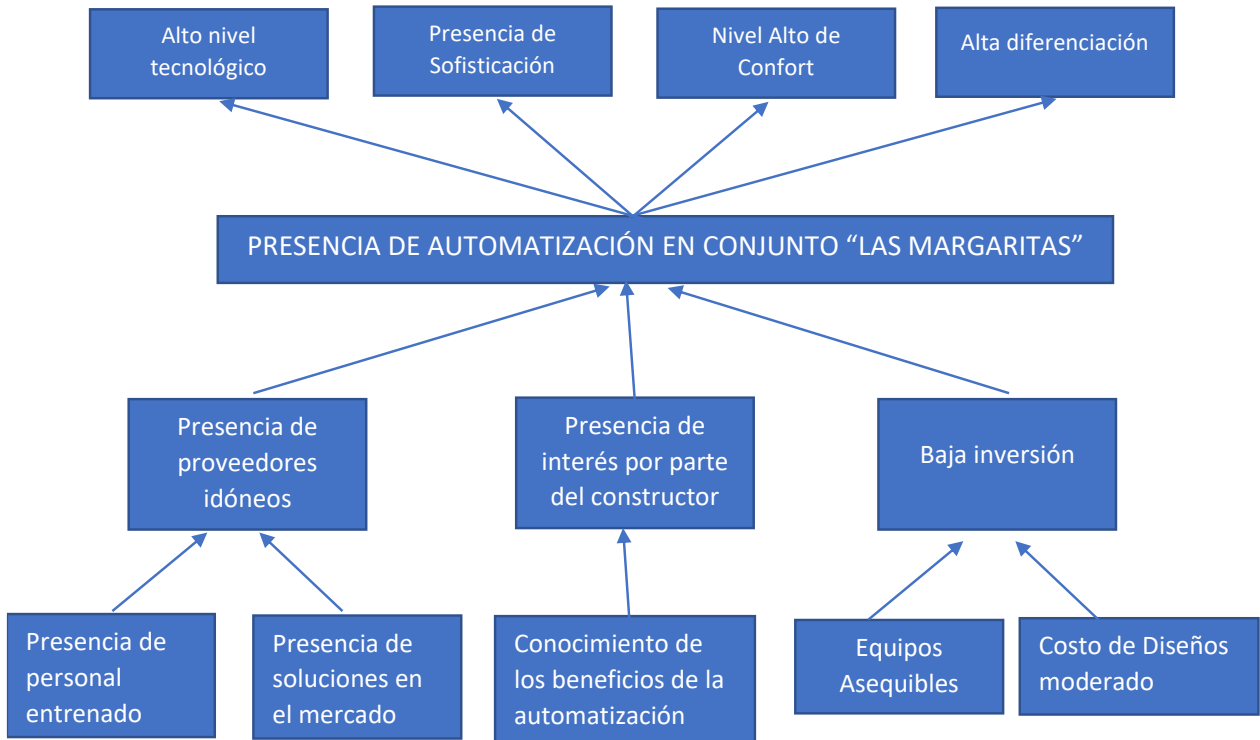 Alto nivel
tecnológico
Presencia de
Sofisticación
Nivel Alto de
Confort
Alta diferenciación
PRESENCIA DE AUTOMATIZACIÓN EN CONJUNTO “LAS MARGARITAS”
Presencia de
proveedores
idóneos
Presencia de
interés por parte
del constructor
Baja inversión
Presencia de
personal
entrenado
Presencia de
soluciones en
el mercado
Conocimiento de
los beneficios de la
automatización
Equipos
Asequibles
Costo de Diseños
moderado